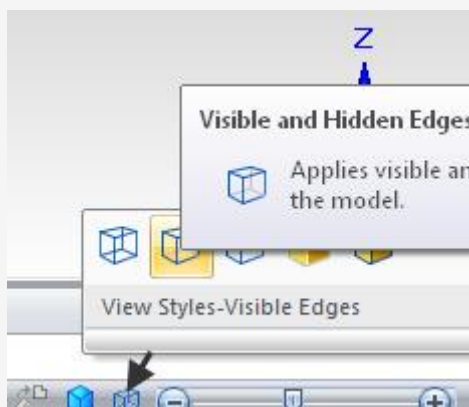 Z
Visible and Hidden Edges
Applies visible an
the model.
View Styles-Visible Edges